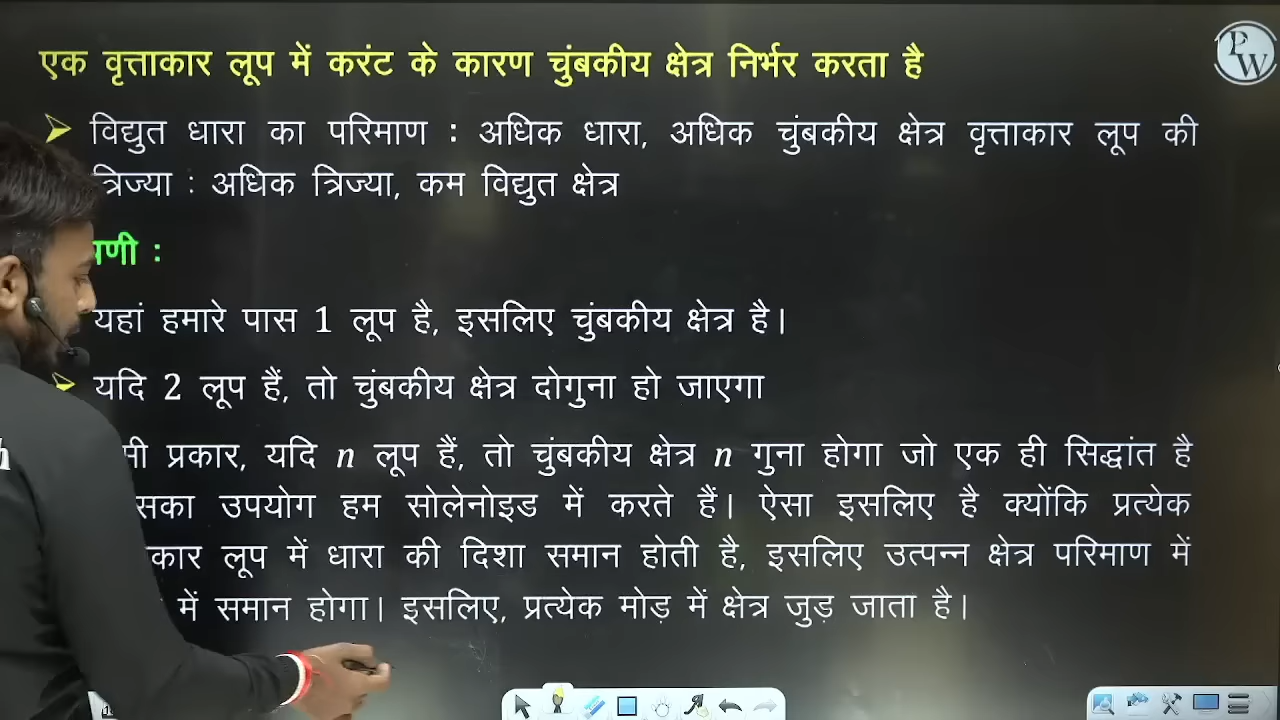 एक वृत्ताकार लूप में करंट के कारण चुंबकीय क्षेत्र निर्भर करता है
PW
विद्युत धारा का परिमाण : अधिक धारा, अधिक चुंबकीय क्षेत्र वृत्ताकार लूप की
त्रिज्या : अधिक त्रिज्या, कम विद्युत क्षेत्र
पणी :
यहां हमारे पास 1 लूप है, इसलिए चुंबकीय क्षेत्र है।
यदि 2 लूप हैं, तो चुंबकीय क्षेत्र दोगुना हो जाएगा
सी प्रकार, यदि n लूप हैं, तो चुंबकीय क्षेत्र n गुना होगा जो एक ही सिद्धांत है
सका उपयोग हम सोलेनोइड में करते हैं। ऐसा इसलिए है क्योंकि प्रत्येक
कार लूप में धारा की दिशा समान होती है, इसलिए उत्पन्न क्षेत्र परिमाण में
में समान होगा। इसलिए, प्रत्येक मोड़ में क्षेत्र जुड़ जाता है।